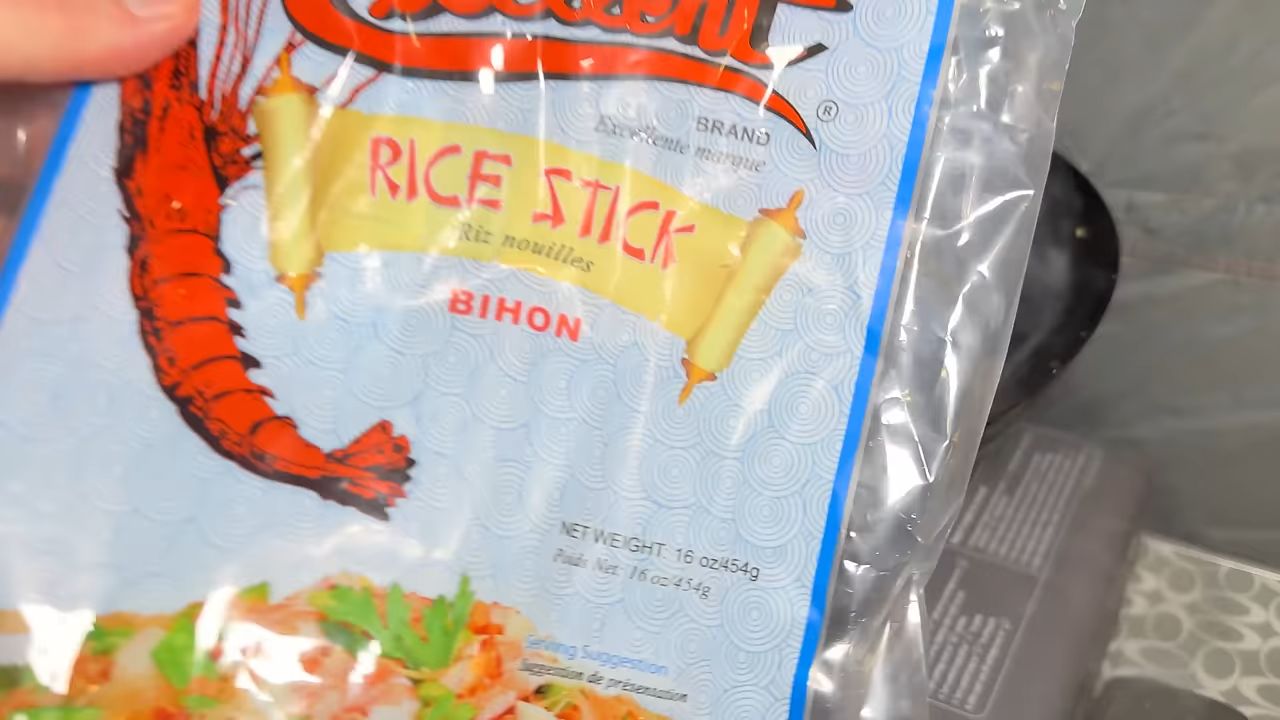 Excellent
®
BRAND
Excellente marque
RICE STICK
Riz nouilles
BIHON
NET WEIGHT: 16 oz/454g
Poids Net: 16 oz/454g
Serving Suggestion
Suggestion de présentation